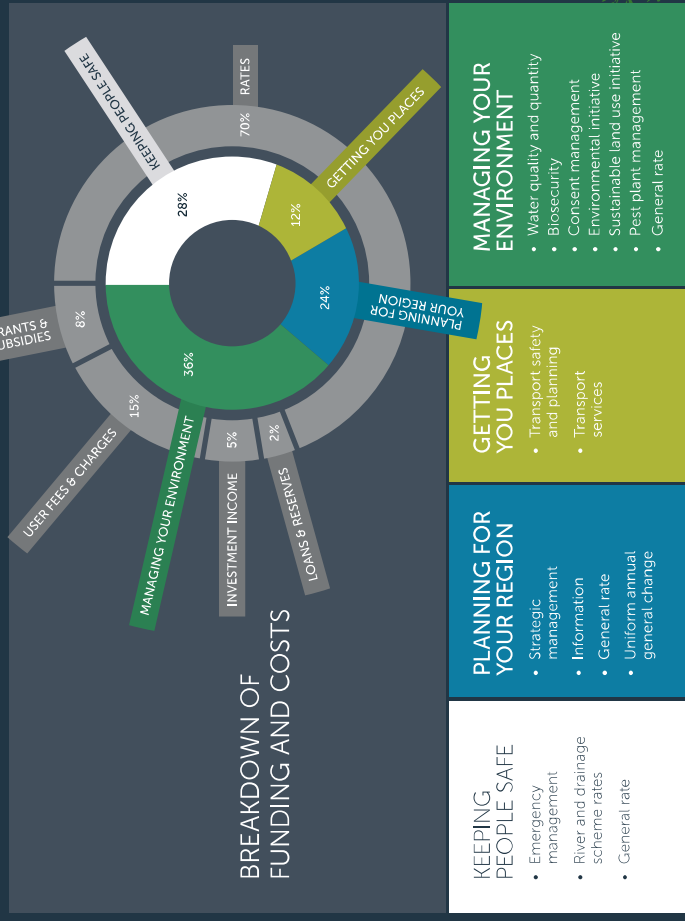 BREAKDOWN OF
FUNDING AND COSTS
KEEPING PEOPLE SAFE
28%
RATES
70%
GETTING YOU PLACES
12%
PLANNING FOR
YOUR REGION
24%
LOANS & RESERVES
2%
INVESTMENT INCOME
5%
MANAGING YOUR ENVIRONMENT
36%
USER FEES & CHARGES
15%
8%
KEEPING
PEOPLE SAFE
• Emergency
management
• River and drainage
scheme rates
• General rate
PLANNING FOR
YOUR REGION
• Strategic
management
• Information
• General rate
• Uniform annual
general change
GETTING
YOU PLACES
• Transport safety
and planning
• Transport
services
MANAGING YOUR
ENVIRONMENT
• Water quality and quantity
• Biosecurity
• Consent management
• Environmental initiative
• Sustainable land use initiative
• Pest plant management
• General rate